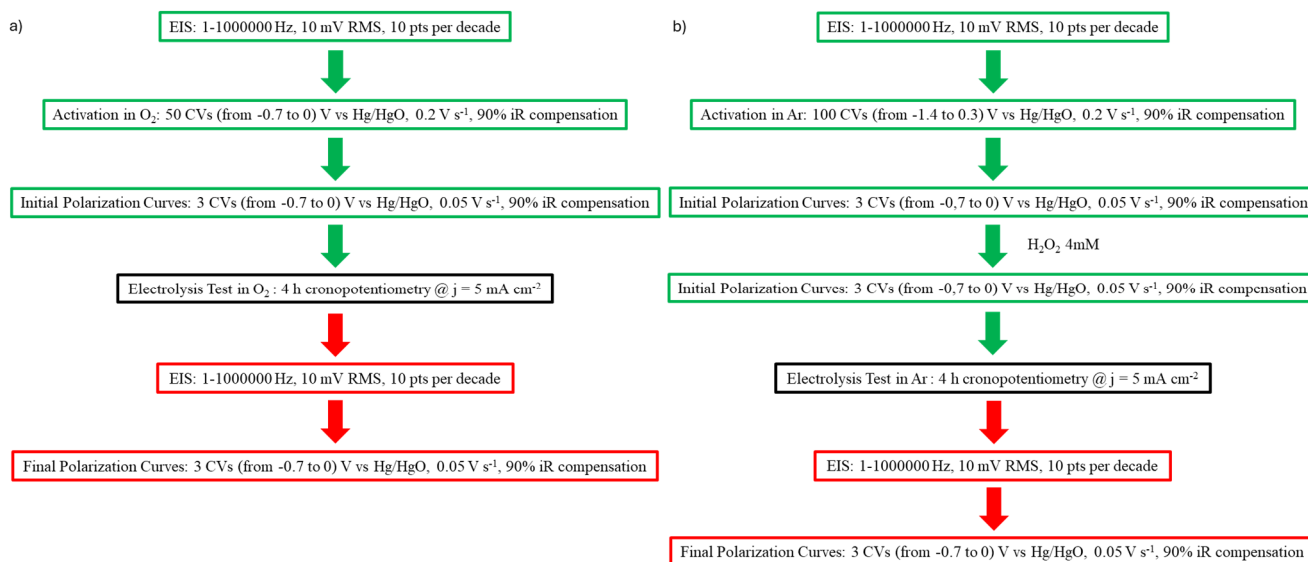 a)
EIS: 1-1000000 Hz, 10 mV RMS, 10 pts per decade
Activation in O₂: 50 CVs (from -0.7 to 0) V vs Hg/HgO, 0.2 V s⁻¹, 90% iR compensation
Initial Polarization Curves: 3 CVs (from -0.7 to 0) V vs Hg/HgO, 0.05 V s⁻¹, 90% iR compensation
Electrolysis Test in O₂ : 4 h cronopotentiometry @ j = 5 mA cm⁻²
EIS: 1-1000000 Hz, 10 mV RMS, 10 pts per decade
Final Polarization Curves: 3 CVs (from -0.7 to 0) V vs Hg/HgO, 0.05 V s⁻¹, 90% iR compensation
b)
EIS: 1-1000000 Hz, 10 mV RMS, 10 pts per decade
Activation in Ar: 100 CVs (from -1.4 to 0.3) V vs Hg/HgO, 0.2 V s⁻¹, 90% iR compensation
Initial Polarization Curves: 3 CVs (from -0,7 to 0) V vs Hg/HgO, 0.05 V s⁻¹, 90% iR compensation
H₂O₂ 4mM
Initial Polarization Curves: 3 CVs (from -0,7 to 0) V vs Hg/HgO, 0.05 V s⁻¹, 90% iR compensation
Electrolysis Test in Ar : 4 h cronopotentiometry @ j = 5 mA cm⁻²
EIS: 1-1000000 Hz, 10 mV RMS, 10 pts per decade
Final Polarization Curves: 3 CVs (from -0.7 to 0) V vs Hg/HgO, 0.05 V s⁻¹, 90% iR compensation